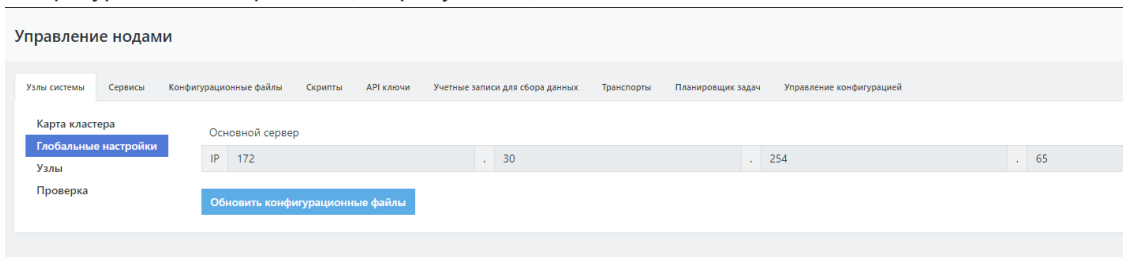 Управление нодами
Узлы системы Сервисы Конфигурационные файлы Скрипты API ключи Учетные записи для сбора данных Транспорты Планировщик задач Управление конфигурацией
Карта кластера
Глобальные настройки
Узлы
Проверка
Основной сервер
IP 172 . 30 . 254 . 65
Обновить конфигурационные файлы